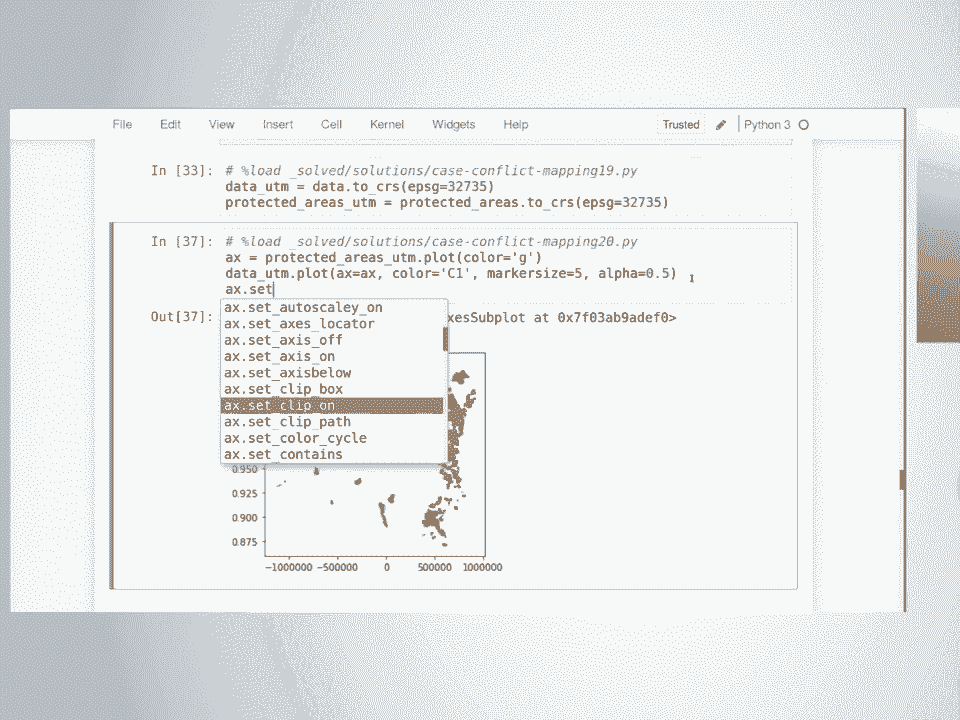 File Edit View Insert Cell Kernel Widgets Help Trusted Python 3
In [33]: # %load _solved/solutions/case-conflict-mapping19.py
data_utm = data.to_crs(epsg=32735)
protected_areas_utm = protected_areas.to_crs(epsg=32735)
In [37]: # %load _solved/solutions/case-conflict-mapping20.py
ax = protected_areas_utm.plot(color='g')
data_utm.plot(ax=ax, color='C1', markersize=5, alpha=0.5)
ax.set
ax.set_autoscaley_on
Out[37]: xesSubplot at 0x7f03ab9adef0>
ax.set_axes_locator
ax.set_axis_off
ax.set_axis_on
ax.set_axisbelow
ax.set_clip_box
ax.set_clip_on
ax.set_clip_path
ax.set_color_cycle
ax.set_contains
0.950
0.925
0.900
0.875
−1000000 −500000 0 500000 1000000